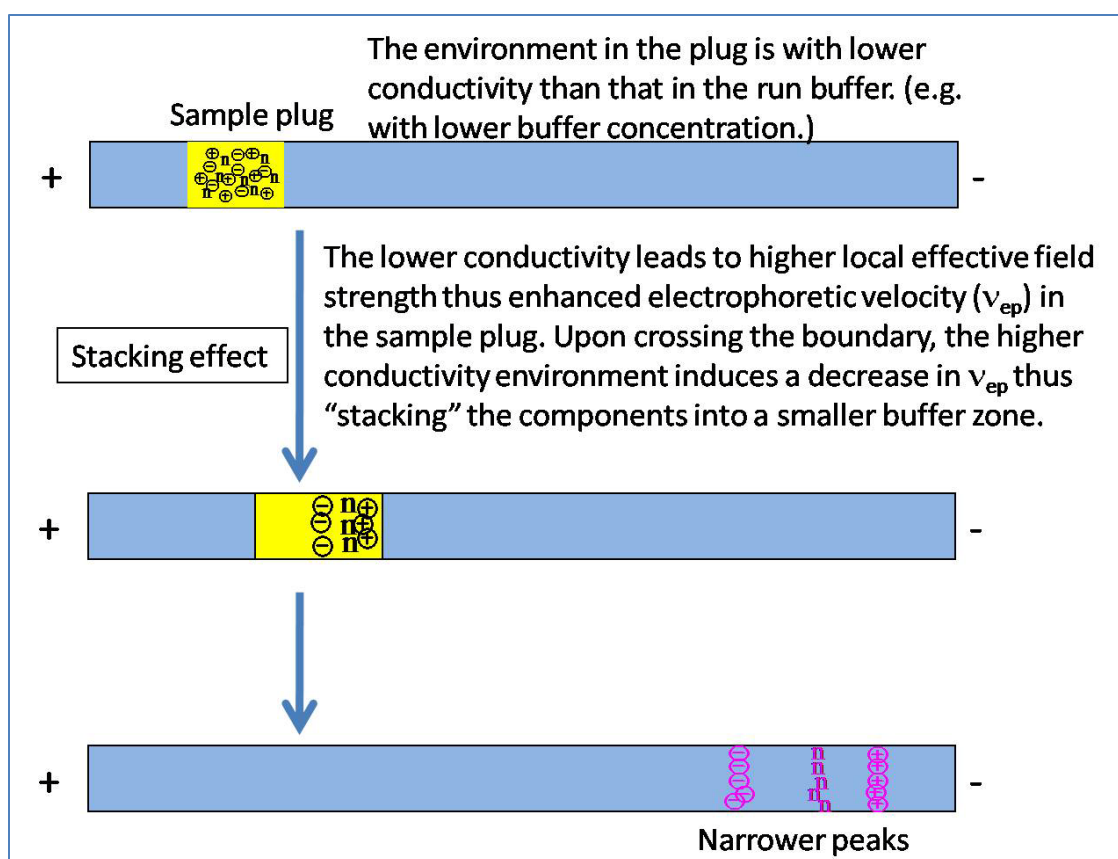 The environment in the plug is with lower
conductivity than that in the run buffer. (e.g.
with lower buffer concentration.)
Sample plug
+
-
⊕ n ⊖ ⊕ n
The lower conductivity leads to higher local effective field
strength thus enhanced electrophoretic velocity (νep) in
the sample plug. Upon crossing the boundary, the higher
conductivity environment induces a decrease in νep thus
“stacking” the components into a smaller buffer zone.
Stacking effect
+
⊖ n ⊕
⊖ n ⊕
⊖ n ⊕
-
+
⊖ n ⊕
⊖ n ⊕
⊖ n ⊕
⊖ n ⊕
⊖ n ⊕
-
Narrower peaks